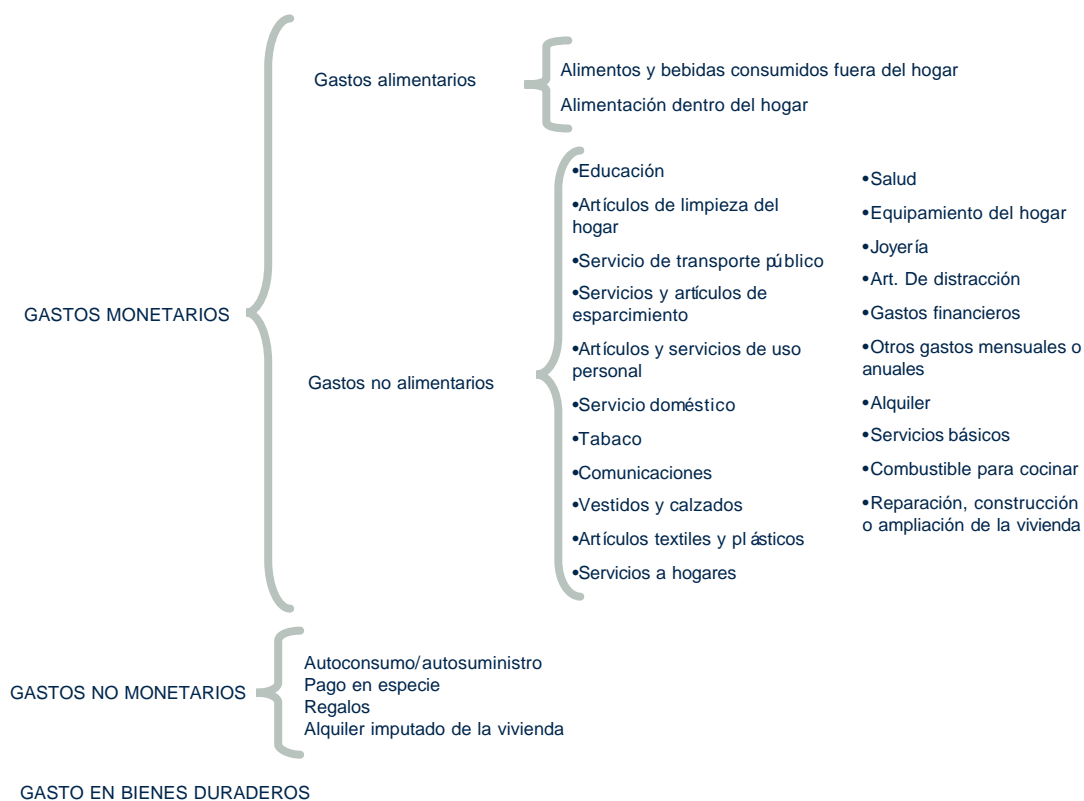 Gastos alimentarios
Alimentos y bebidas consumidos fuera del hogar
Alimentación dentro del hogar
GASTOS MONETARIOS
Gastos no alimentarios
•Educación
•Artículos de limpieza del
hogar
•Servicio de transporte público
•Servicios y artículos de
esparcimiento
•Artículos y servicios de uso
personal
•Servicio doméstico
•Tabaco
•Comunicaciones
•Vestidos y calzados
•Artículos textiles y plásticos
•Servicios a hogares
•Salud
•Equipamiento del hogar
•Joyería
•Art. De distracción
•Gastos financieros
•Otros gastos mensuales o
anuales
•Alquiler
•Servicios básicos
•Combustible para cocinar
•Reparación, construcción
o ampliación de la vivienda
GASTOS NO MONETARIOS
Autoconsumo/autosuministro
Pago en especie
Regalos
Alquiler imputado de la vivienda
GASTO EN BIENES DURADEROS